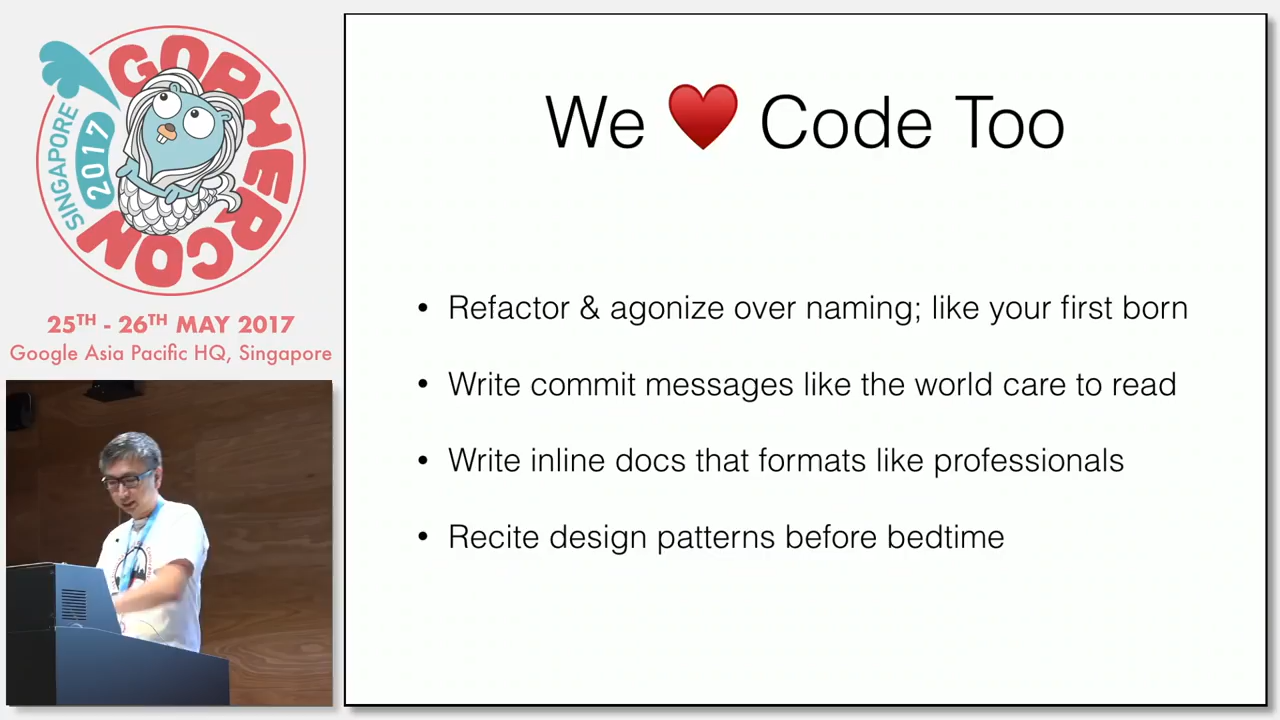 GOPHERCON
SINGAPORE
2017
25TH - 26TH MAY 2017
Google Asia Pacific HQ, Singapore
We ❤ Code Too
• Refactor & agonize over naming; like your first born
• Write commit messages like the world care to read
• Write inline docs that formats like professionals
• Recite design patterns before bedtime